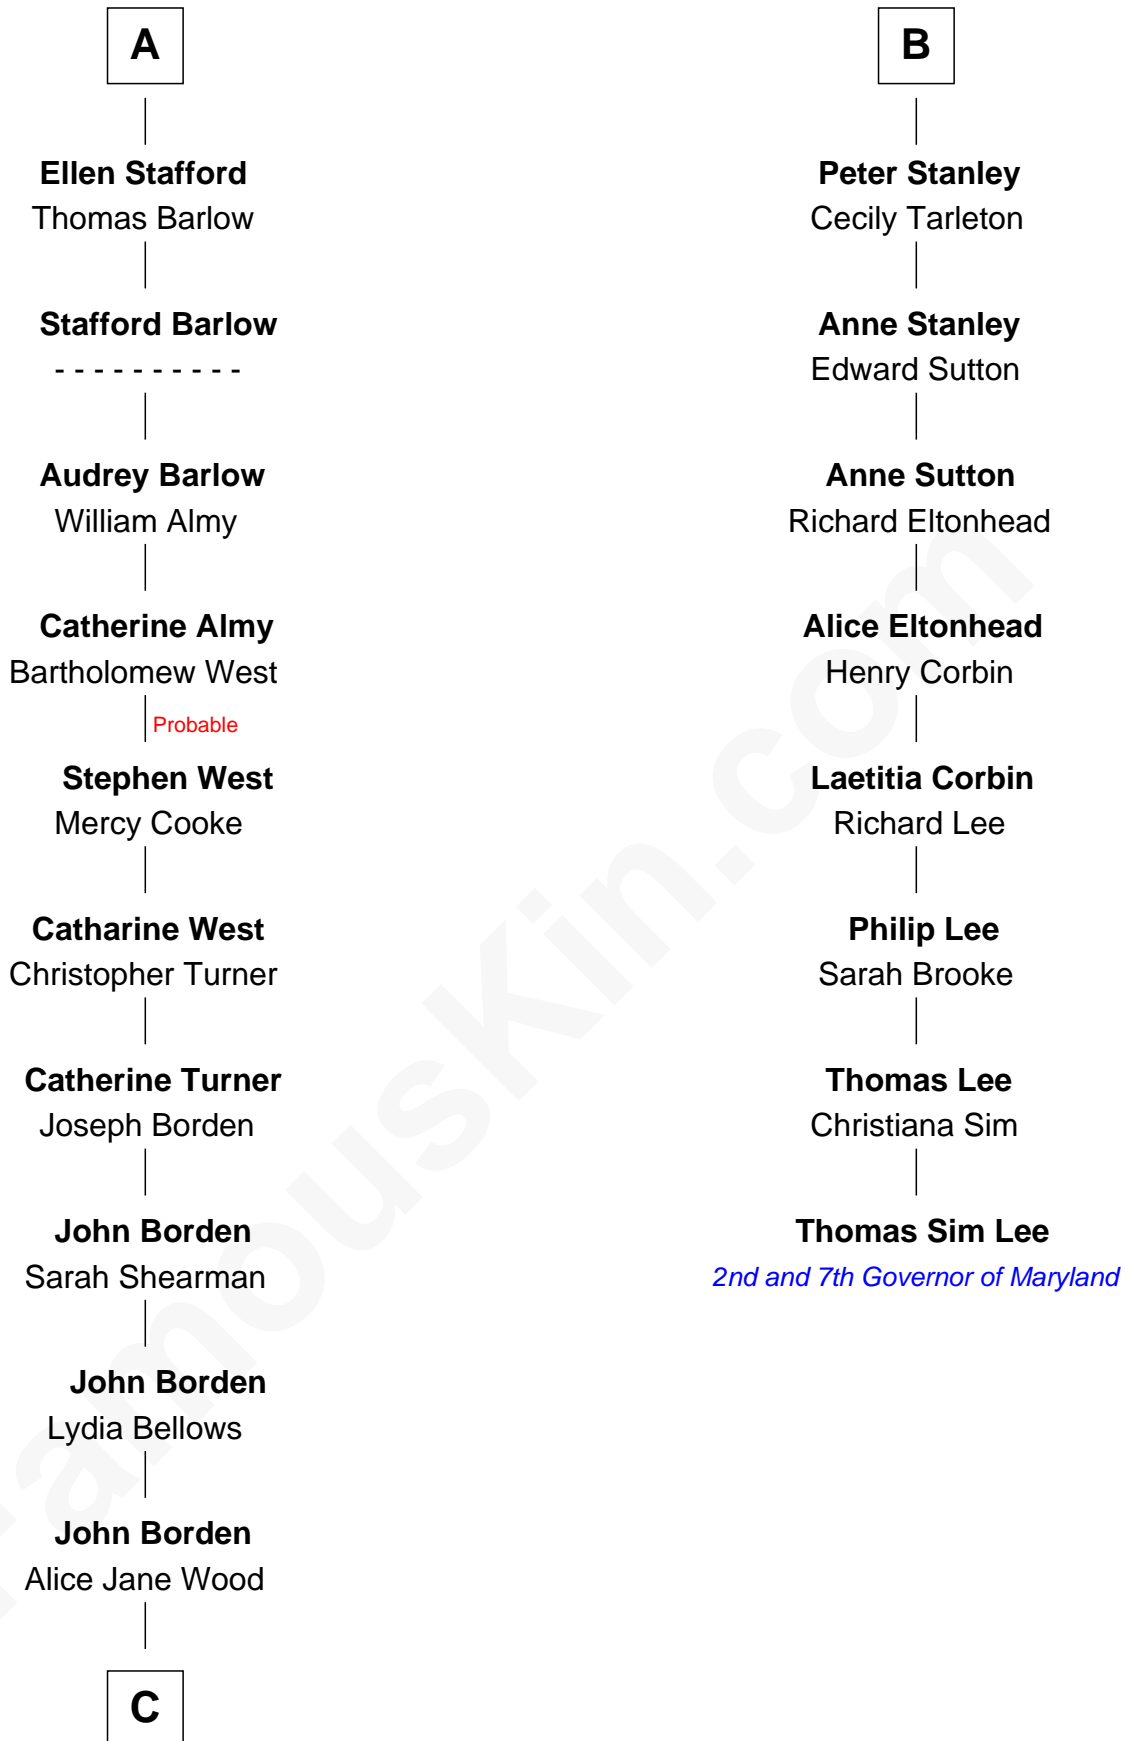 A
Ellen Stafford
Thomas Barlow
Stafford Barlow
- - - - - - - - - -
Audrey Barlow
William Almy
Catherine Almy
Bartholomew West
Probable
Stephen West
Mercy Cooke
Catharine West
Christopher Turner
Catherine Turner
Joseph Borden
John Borden
Sarah Shearman
John Borden
Lydia Bellows
John Borden
Alice Jane Wood
C
B
Peter Stanley
Cecily Tarleton
Anne Stanley
Edward Sutton
Anne Sutton
Richard Eltonhead
Alice Eltonhead
Henry Corbin
Laetitia Corbin
Richard Lee
Philip Lee
Sarah Brooke
Thomas Lee
Christiana Sim
Thomas Sim Lee
2nd and 7th Governor of Maryland
FamousKin.com